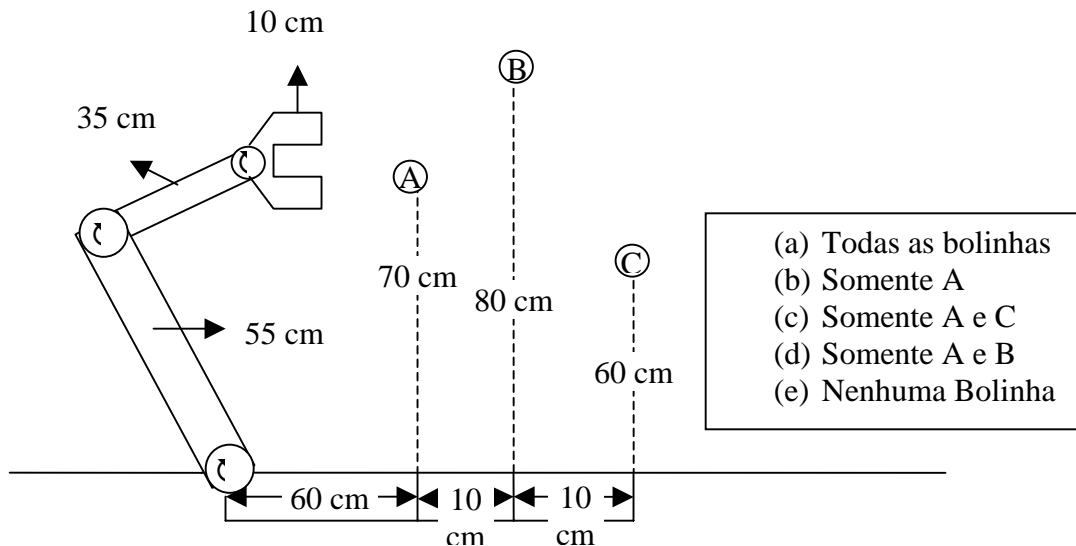 10 cm
B
35 cm
A
70 cm
C
80 cm
55 cm
60 cm
(a) Todas as bolinhas
(b) Somente A
(c) Somente A e C
(d) Somente A e B
(e) Nenhuma Bolinha
60 cm
10
cm
10
cm